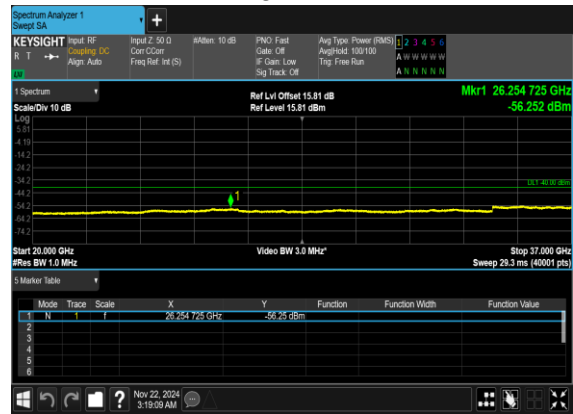 Spectrum Analyzer 1
Swept SA
+
KEYSIGHT Input: RF Input Z: 50 Ω #Atten: 10 dB PNO: Fast Avg Type: Power (RMS) 1 2 3 4 5 6
R T Coupling: DC Corr CCorr Gate: Off Avg|Hold: 100/100 A W W W W W
Align: Auto Freq Ref: Int (S) IF Gain: Low Trig: Free Run
Sig Track: Off A N N N N N
1 Spectrum Ref Lvl Offset 15.81 dB Mkr1 26.254 725 GHz
Scale/Div 10 dB Ref Level 15.81 dBm -56.252 dBm
Log
5.81
-4.19
-14.2
-24.2
-34.2
DL1 -40.00 dBm
-44.2
1
-54.2
-64.2
-74.2
Start 20.000 GHz Video BW 3.0 MHz* Stop 37.000 GHz
#Res BW 1.0 MHz Sweep 29.3 ms (40001 pts)
5 Marker Table
Mode Trace Scale X Y Function Function Width Function Value
1 N 1 f 26.254 725 GHz -56.25 dBm
2
3
4
5
6
? Nov 22, 2024
3:19:09 AM